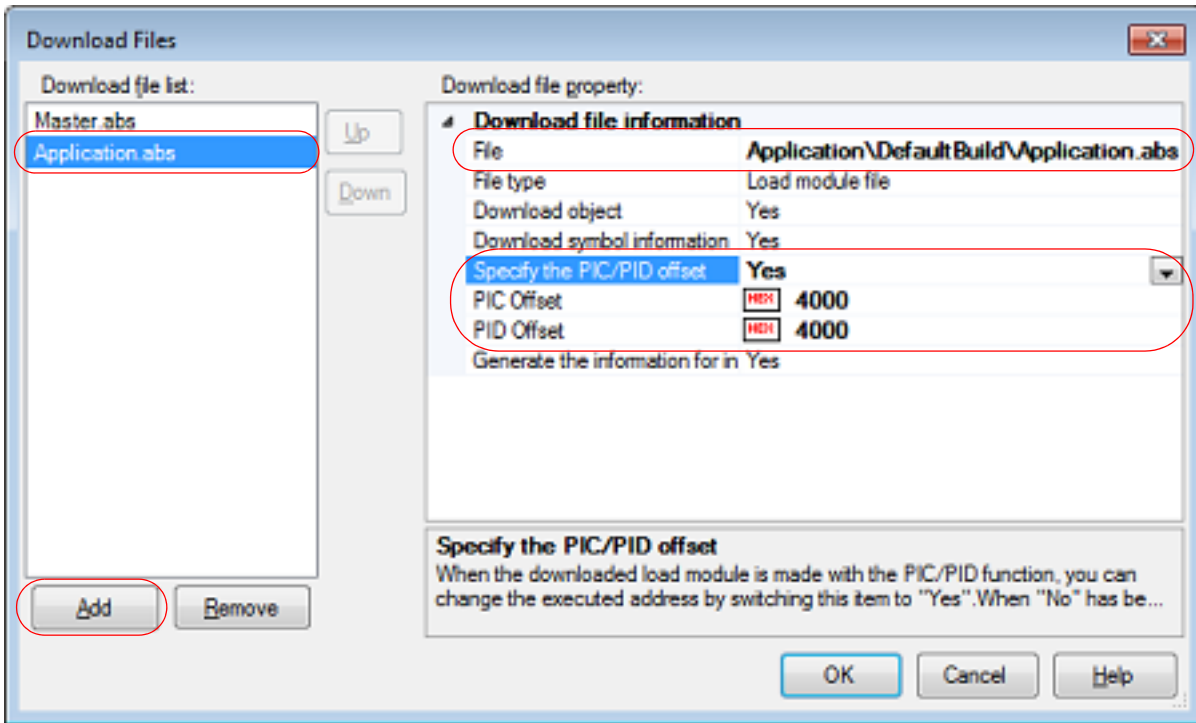 Download Files
Download file list:
Master.abs
Application.abs
Up
Down
Add
Remove
Download file property:
Download file information
File Application\DefaultBuild\Application.abs
File type Load module file
Download object Yes
Download symbol information Yes
Specify the PIC/PID offset Yes
PIC Offset HEX 4000
PID Offset HEX 4000
Generate the information for in Yes
Specify the PIC/PID offset
When the downloaded load module is made with the PIC/PID function, you can
change the executed address by switching this item to "Yes".When "No" has be...
OK
Cancel
Help